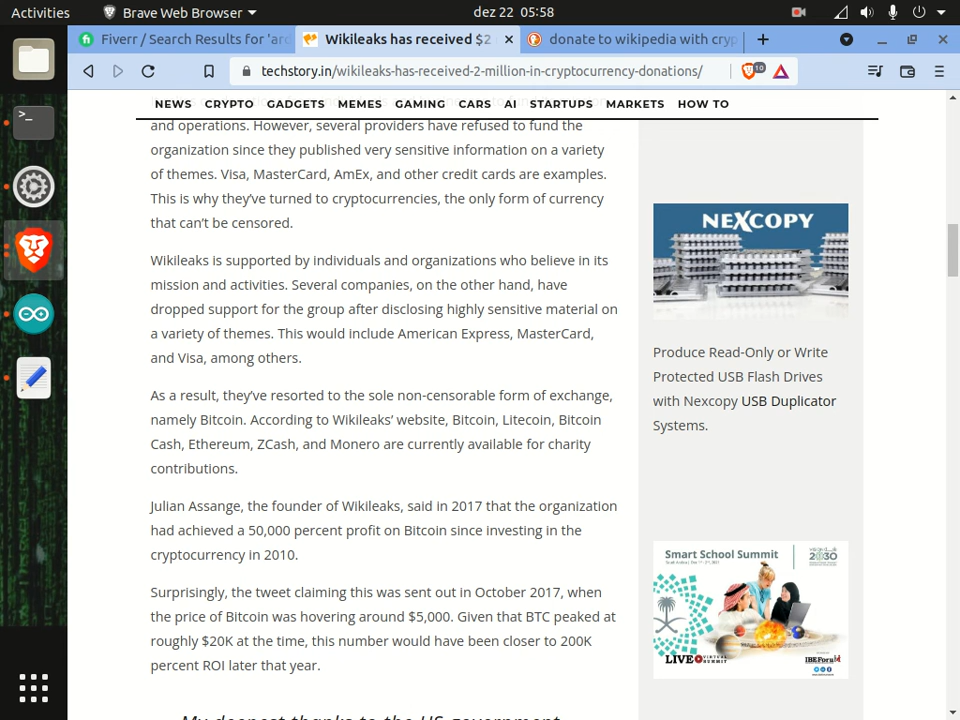 Activities
Brave Web Browser
dez 22 05:58
Fiverr / Search Results for 'arc
Wikileaks has received $2
donate to wikipedia with cryp
techstory.in/wikileaks-has-received-2-million-in-cryptocurrency-donations/
10
NEWS CRYPTO GADGETS MEMES GAMING CARS AI STARTUPS MARKETS HOW TO
and operations. However, several providers have refused to fund the
organization since they published very sensitive information on a variety
of themes. Visa, MasterCard, AmEx, and other credit cards are examples.
This is why they've turned to cryptocurrencies, the only form of currency
that can't be censored.
Wikileaks is supported by individuals and organizations who believe in its
mission and activities. Several companies, on the other hand, have
dropped support for the group after disclosing highly sensitive material on
a variety of themes. This would include American Express, MasterCard,
and Visa, among others.
As a result, they've resorted to the sole non-censorable form of exchange,
namely Bitcoin. According to Wikileaks' website, Bitcoin, Litecoin, Bitcoin
Cash, Ethereum, ZCash, and Monero are currently available for charity
contributions.
Julian Assange, the founder of Wikileaks, said in 2017 that the organization
had achieved a 50,000 percent profit on Bitcoin since investing in the
cryptocurrency in 2010.
Surprisingly, the tweet claiming this was sent out in October 2017, when
the price of Bitcoin was hovering around $5,000. Given that BTC peaked at
roughly $20K at the time, this number would have been closer to 200K
percent ROI later that year.
My deepest thanks to the US government
NEXCOPY
Produce Read-Only or Write
Protected USB Flash Drives
with Nexcopy USB Duplicator
Systems.
Smart School Summit
2030
LIVE VIRTUAL SUMMIT
IBEForuM